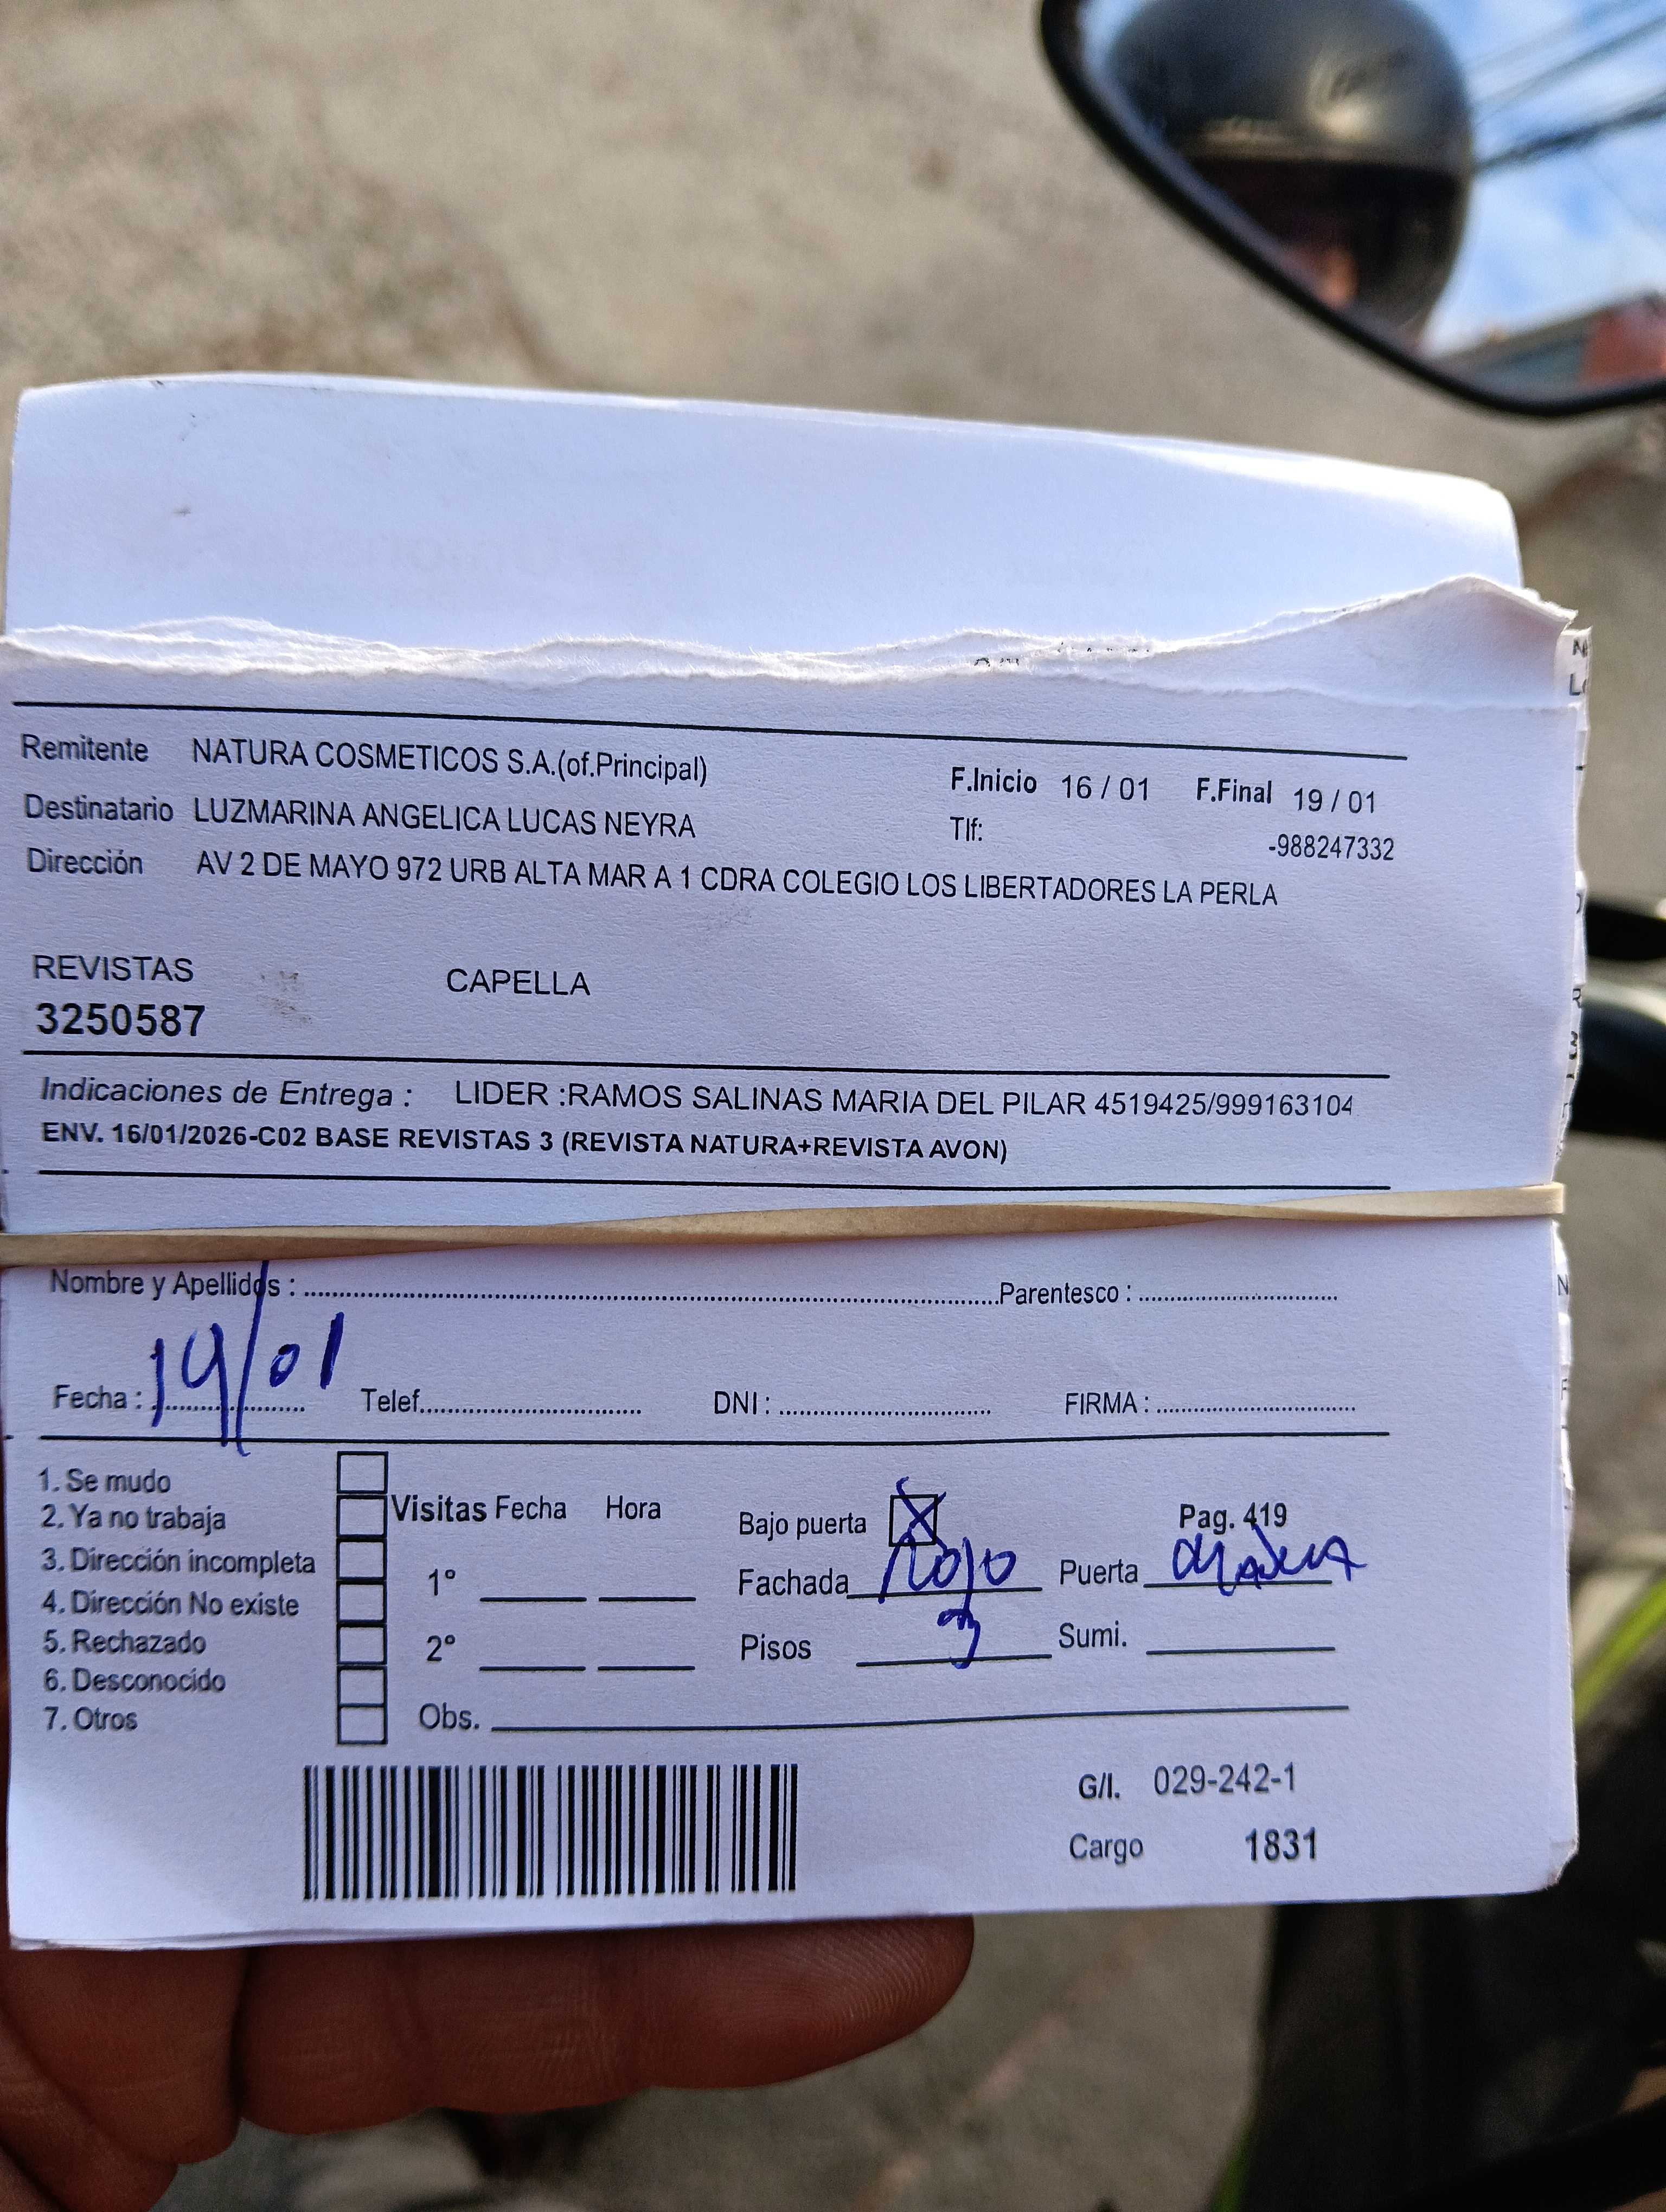 Remitente NATURA COSMETICOS S.A.(of.Principal)
F.Inicio 16 / 01 F.Final 19 / 01
Destinatario LUZMARINA ANGELICA LUCAS NEYRA
Tlf: -988247332
Dirección AV 2 DE MAYO 972 URB ALTA MAR A 1 CDRA COLEGIO LOS LIBERTADORES LA PERLA
REVISTAS CAPELLA
3250587
Indicaciones de Entrega : LIDER :RAMOS SALINAS MARIA DEL PILAR 4519425/999163104
ENV. 16/01/2026-C02 BASE REVISTAS 3 (REVISTA NATURA+REVISTA AVON)
Nombre y Apellidos : Parentesco :
Fecha : 19/01 Telef. DNI : FIRMA :
1. Se mudo
2. Ya no trabaja
3. Dirección incompleta
4. Dirección No existe
5. Rechazado
6. Desconocido
7. Otros
Visitas Fecha Hora
1°
2°
Obs.
Bajo puerta X Pag. 419
Fachada Rojo Puerta
Pisos 3 Sumi.
G/I. 029-242-1
Cargo 1831